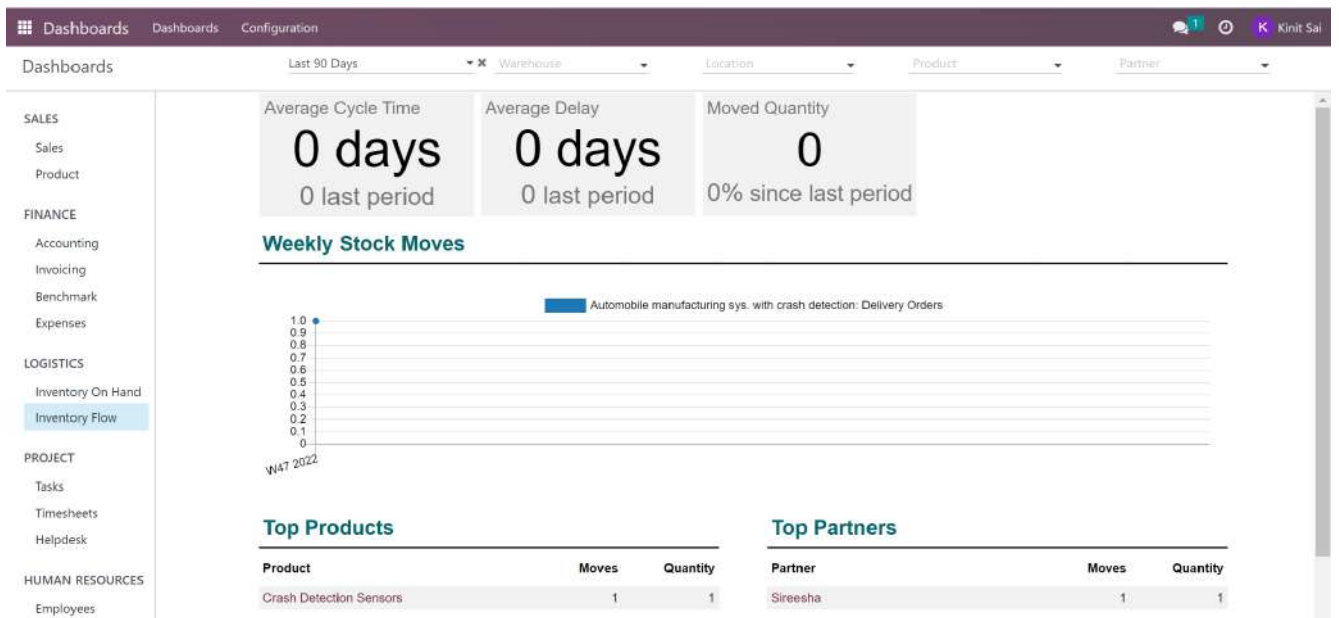 Dashboards Dashboards Configuration 1 K Kinit Sai
Dashboards Last 90 Days Warehouse Location Product Partner
SALES
Sales
Product
FINANCE
Accounting
Invoicing
Benchmark
Expenses
LOGISTICS
Inventory On Hand
Inventory Flow
PROJECT
Tasks
Timesheets
Helpdesk
HUMAN RESOURCES
Employees
Average Cycle Time
0 days
0 last period
Average Delay
0 days
0 last period
Moved Quantity
0
0% since last period
Weekly Stock Moves
Automobile manufacturing sys. with crash detection: Delivery Orders
1.0
0.9
0.8
0.7
0.6
0.5
0.4
0.3
0.2
0.1
0
W47 2022
Top Products
Product Moves Quantity
Crash Detection Sensors 1 1
Top Partners
Partner Moves Quantity
Sireesha 1 1